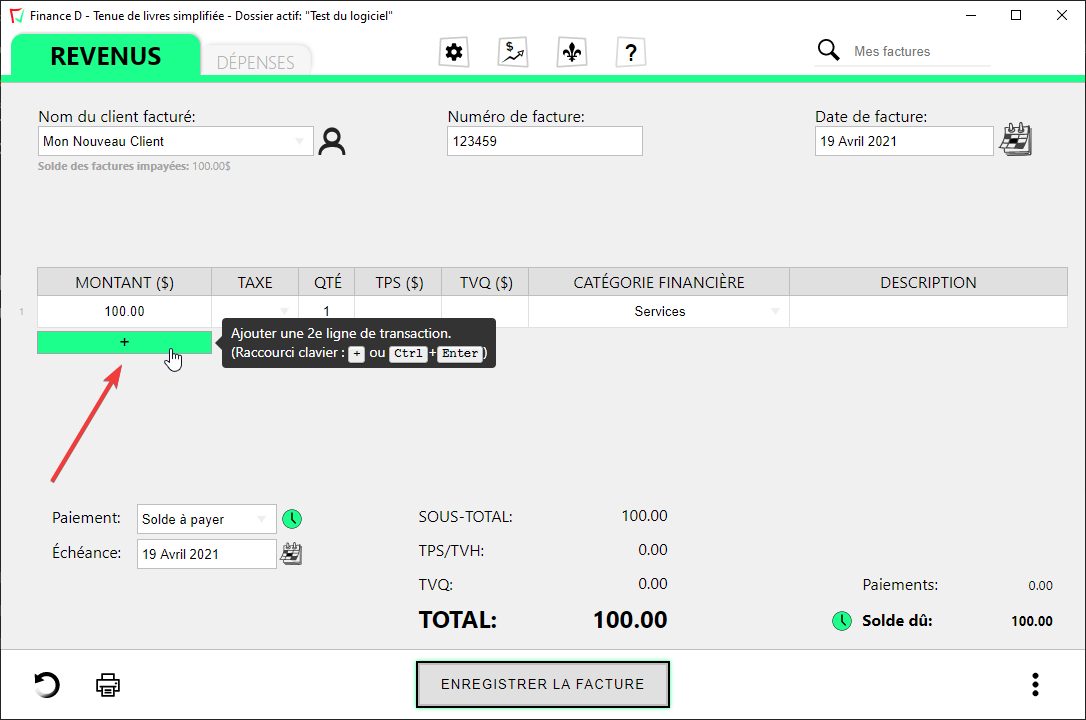 Finance D - Tenue de livres simplifiée - Dossier actif: "Test du logiciel"
REVENUS
DÉPENSES
$
?
Mes factures
Nom du client facturé:
Numéro de facture:
Date de facture:
Mon Nouveau Client
123459
19 Avril 2021
Solde des factures impayées: 100.00$
MONTANT ($) TAXE QTÉ TPS ($) TVQ ($) CATÉGORIE FINANCIÈRE DESCRIPTION
1 100.00 1 Services
+
Ajouter une 2e ligne de transaction.
(Raccourci clavier : + ou Ctrl+Enter)
Paiement: Solde à payer
Échéance: 19 Avril 2021
SOUS-TOTAL: 100.00
TPS/TVH: 0.00
TVQ: 0.00
TOTAL: 100.00
Paiements: 0.00
Solde dû: 100.00
ENREGISTRER LA FACTURE